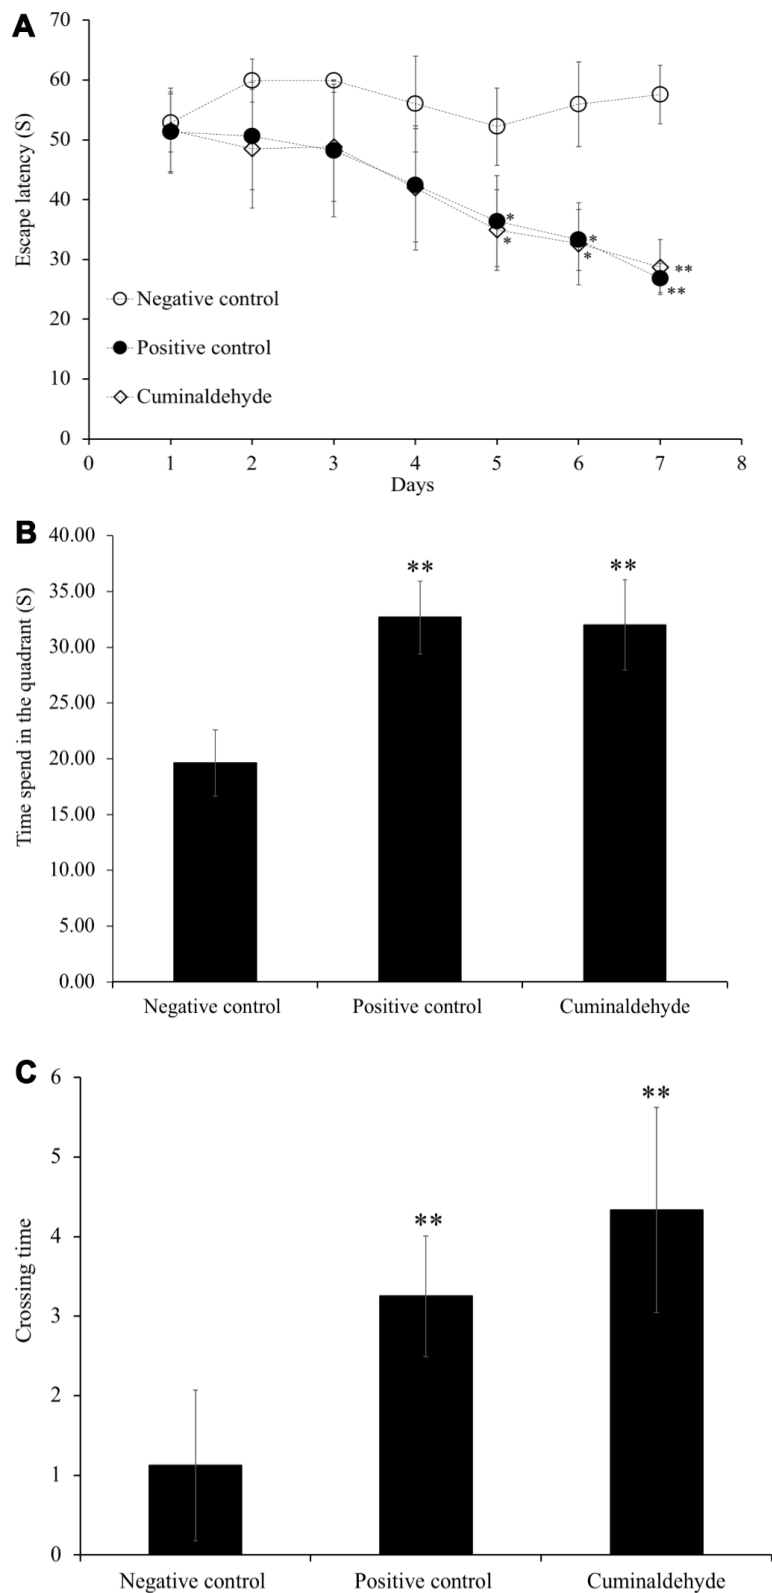 A
70
60
50
40
30
20
10
0
Escape latency (S)
Negative control
Positive control
Cuminaldehyde
*
*
*
*
**
**
0 1 2 3 4 5 6 7 8
Days
B
40.00
35.00
30.00
25.00
20.00
15.00
10.00
5.00
0.00
Time spend in the quadrant (S)
** **
Negative control Positive control Cuminaldehyde
C
6
5
4
3
2
1
0
Crossing time
**
**
Negative control Positive control Cuminaldehyde